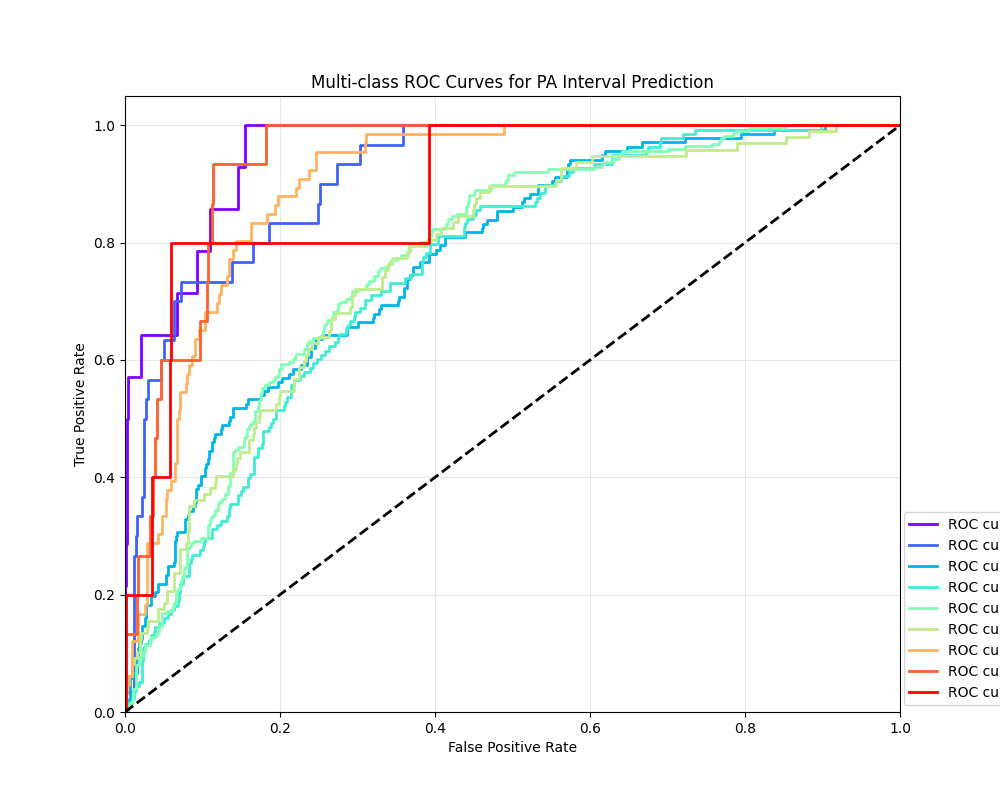 Multi-class ROC Curves for PA Interval Prediction
True Positive Rate
1.0
0.8
0.6
0.4
0.2
0.0
0.0 0.2 0.4 0.6 0.8 1.0
False Positive Rate
ROC cu
ROC cu
ROC cu
ROC cu
ROC cu
ROC cu
ROC cu
ROC cu
ROC cu